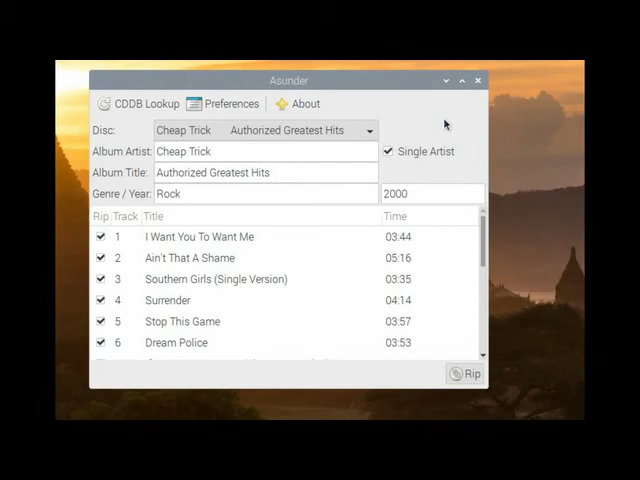 Asunder
CDDB Lookup Preferences About
Disc: Cheap Trick Authorized Greatest Hits
Album Artist: Cheap Trick Single Artist
Album Title: Authorized Greatest Hits
Genre / Year: Rock 2000
Rip Track Title Time
1 I Want You To Want Me 03:44
2 Ain't That A Shame 05:16
3 Southern Girls (Single Version) 03:35
4 Surrender 04:14
5 Stop This Game 03:57
6 Dream Police 03:53
Rip